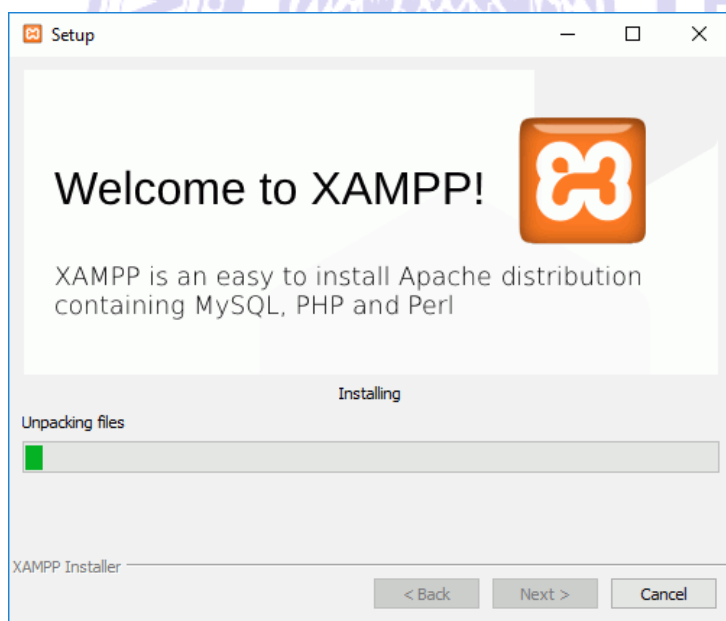 Setup
Welcome to XAMPP!
XAMPP is an easy to install Apache distribution
containing MySQL, PHP and Perl
Installing
Unpacking files
XAMPP Installer
< Back
Next >
Cancel